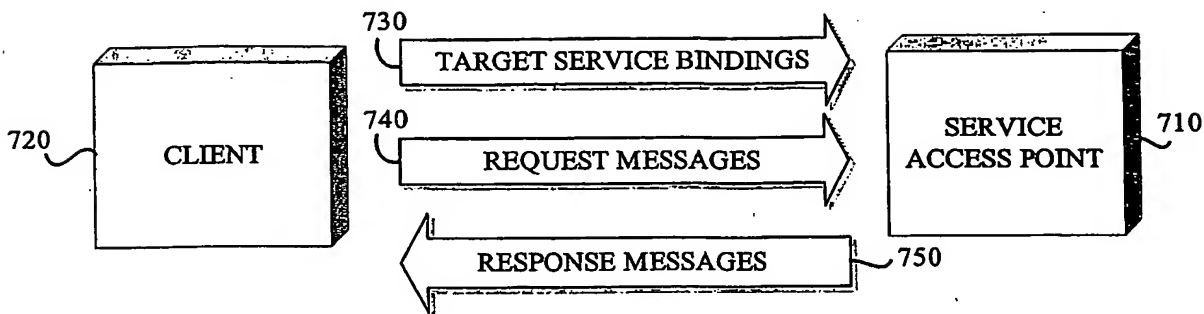 730
TARGET SERVICE BINDINGS
720
CLIENT
740
REQUEST MESSAGES
SERVICE
ACCESS POINT
710
RESPONSE MESSAGES
750